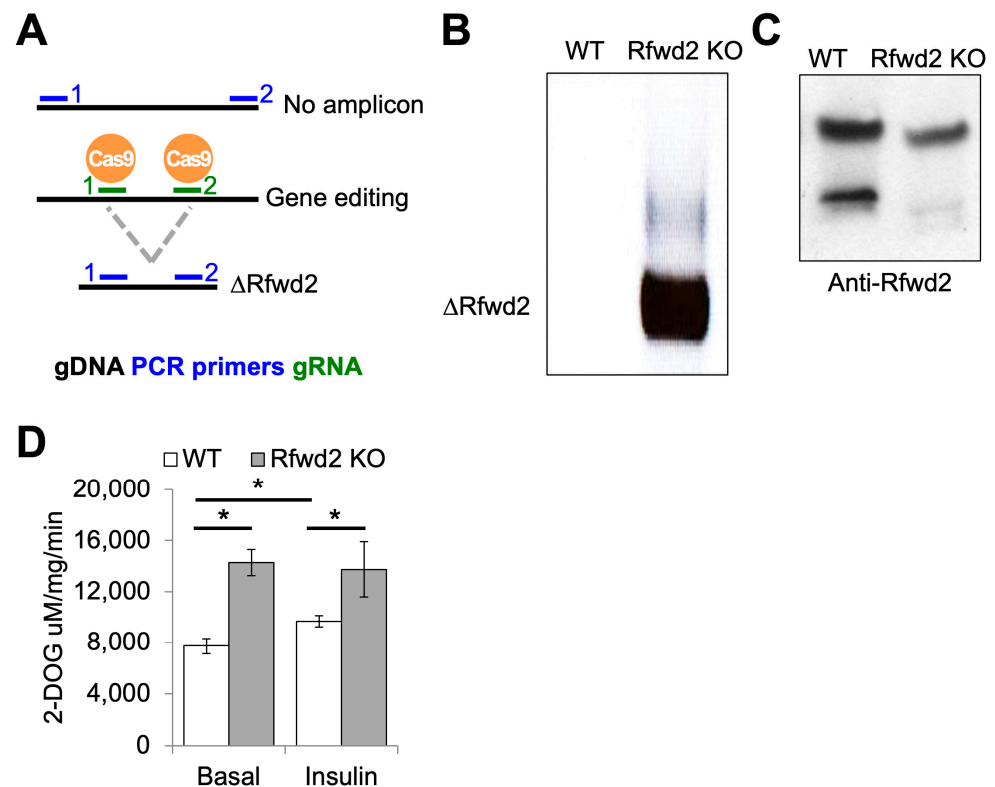 A
1
2
No amplicon
Cas9
Cas9
1
2
Gene editing
1
2
ΔRfwd2
gDNA PCR primers gRNA
B
WT Rfwd2 KO
ΔRfwd2
C
WT Rfwd2 KO
Anti-Rfwd2
D
WT Rfwd2 KO
*
* *
2-DOG uM/mg/min
20,000
16,000
12,000
8,000
4,000
0
Basal Insulin